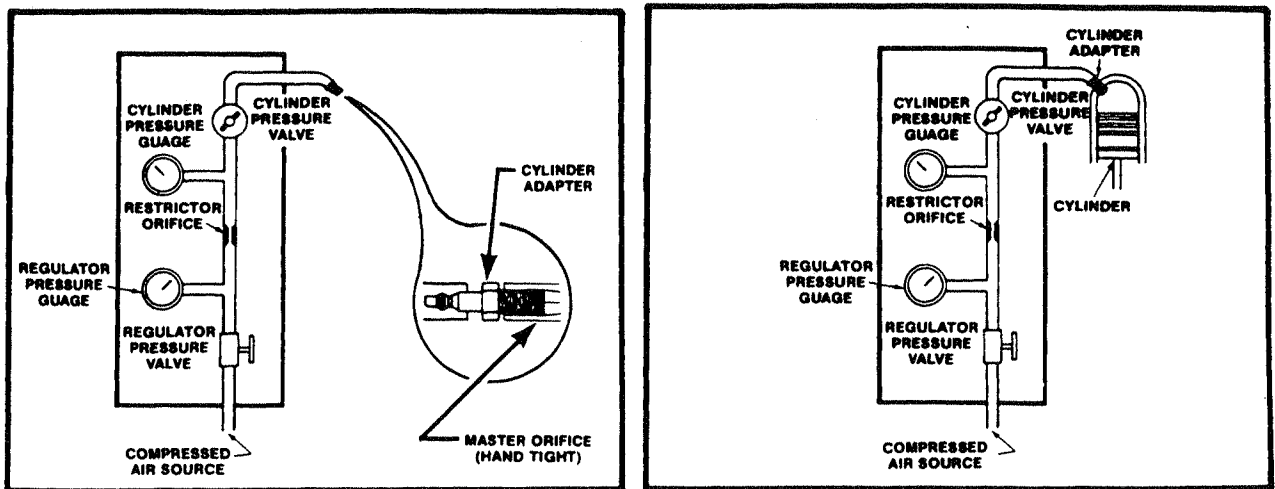 CYLINDER
PRESSURE
GUAGE
CYLINDER
PRESSURE
VALVE
CYLINDER
ADAPTER
RESTRICTOR
ORIFICE
REGULATOR
PRESSURE
GUAGE
REGULATOR
PRESSURE
VALVE
MASTER ORIFICE
(HAND TIGHT)
COMPRESSED
AIR SOURCE
CYLINDER
ADAPTER
CYLINDER
PRESSURE
GUAGE
CYLINDER
PRESSURE
VALVE
RESTRICTOR
ORIFICE
CYLINDER
REGULATOR
PRESSURE
GUAGE
REGULATOR
PRESSURE
VALVE
COMPRESSED
AIR SOURCE